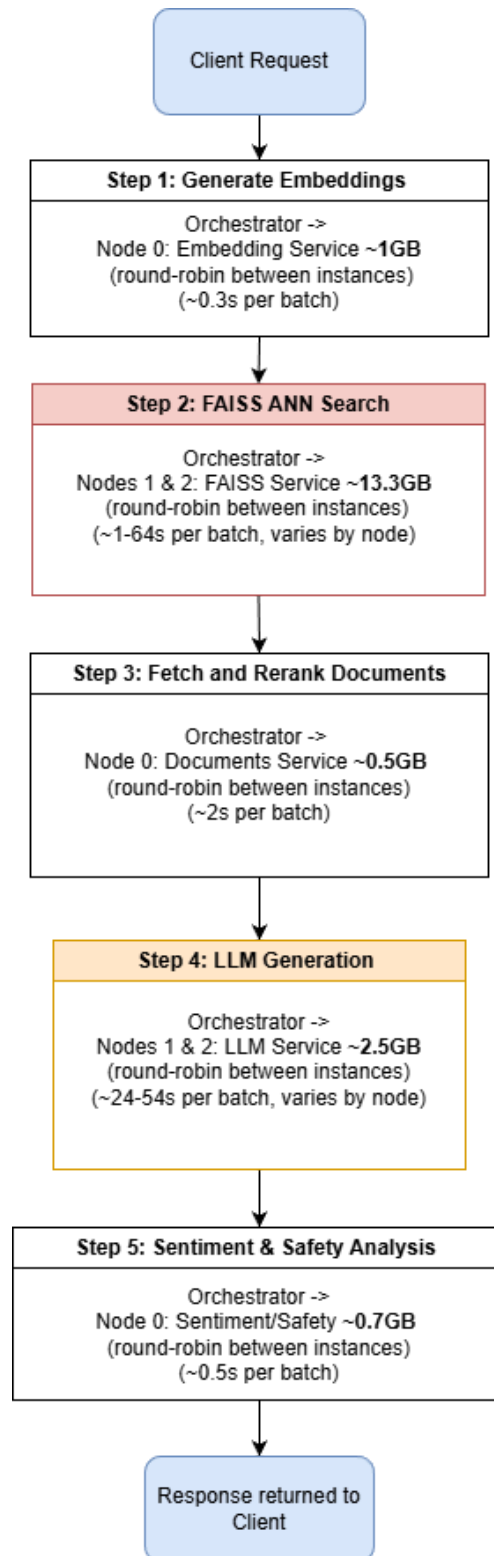 Client Request
Step 1: Generate Embeddings
Orchestrator ->
Node 0: Embedding Service ~1GB
(round-robin between instances)
(~0.3s per batch)
Step 2: FAISS ANN Search
Orchestrator ->
Nodes 1 & 2: FAISS Service ~13.3GB
(round-robin between instances)
(~1-64s per batch, varies by node)
Step 3: Fetch and Rerank Documents
Orchestrator ->
Node 0: Documents Service ~0.5GB
(round-robin between instances)
(~2s per batch)
Step 4: LLM Generation
Orchestrator ->
Nodes 1 & 2: LLM Service ~2.5GB
(round-robin between instances)
(~24-54s per batch, varies by node)
Step 5: Sentiment & Safety Analysis
Orchestrator ->
Node 0: Sentiment/Safety ~0.7GB
(round-robin between instances)
(~0.5s per batch)
Response returned to
Client